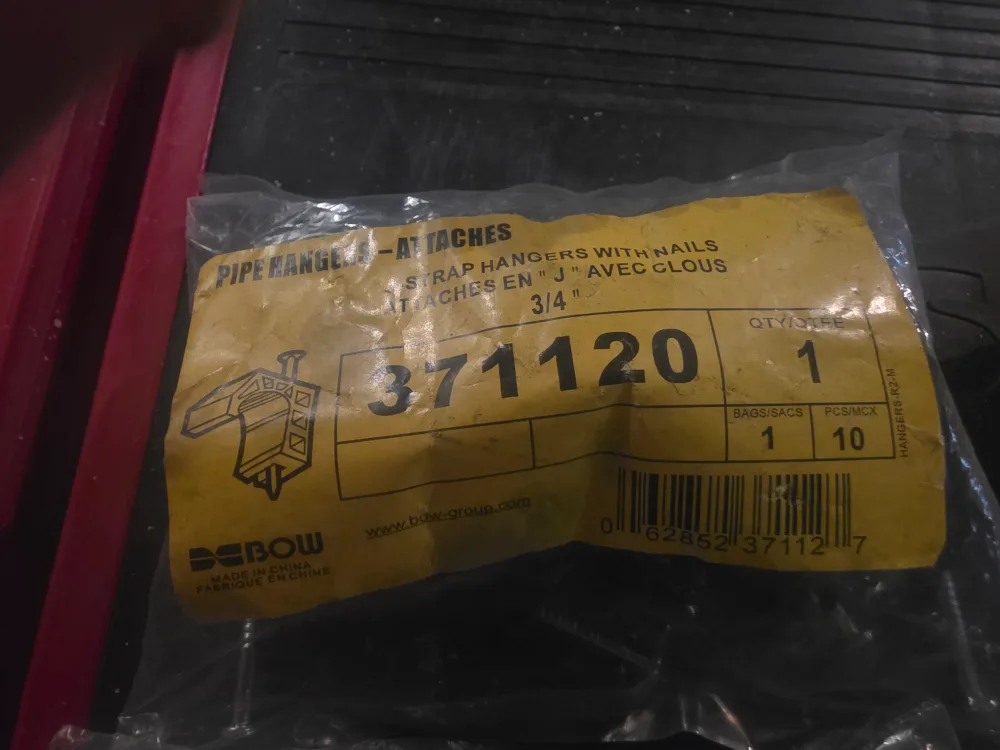 PIPE HANGERS-ATTACHES
STRAP HANGERS WITH NAILS
ATTACHES EN "J" AVEC CLOUS
3/4"
371120
QTY/QTEE
1
BAGS/SACS
1
PCS/MCX
10
HANGERS-R2-M
www.bow-group.com
BOW
MADE IN CHINA
FABRIQUE EN CHINE
0 62852 37112 7